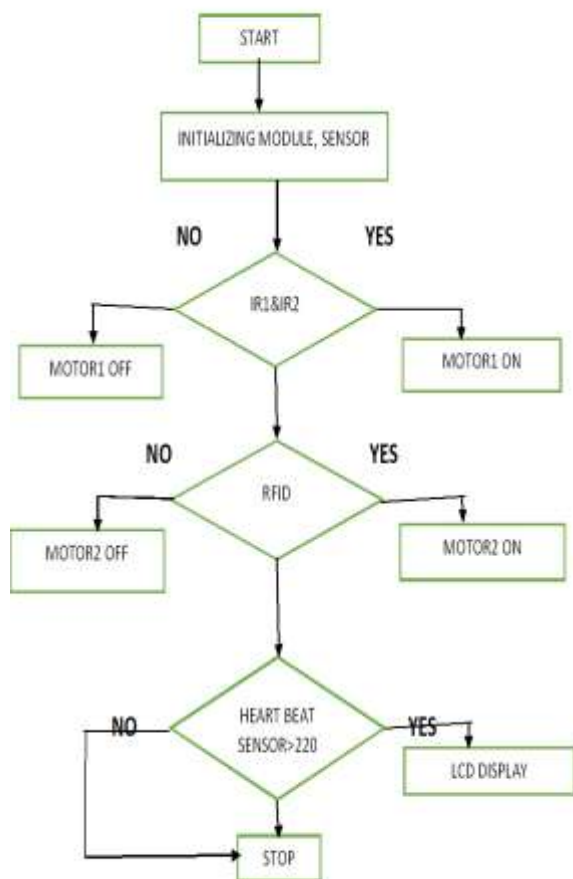 START
INITIALIZING MODULE, SENSOR
NO
YES
IR1&IR2
MOTOR1 OFF
MOTOR1 ON
NO
YES
RFID
MOTOR2 OFF
MOTOR2 ON
HEART BEAT
SENSOR>220
NO
YES
LCD DISPLAY
STOP